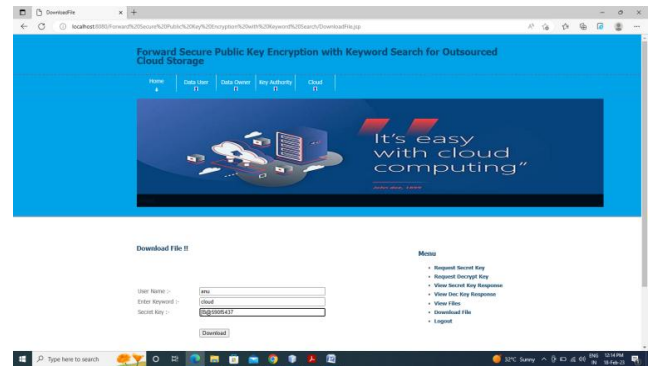 DownloadFile
localhost:8080/Forward%20Secure%20Public%20Key%20Encryption%20with%20Keyword%20Search/DownloadFile.jsp
Forward Secure Public Key Encryption with Keyword Search for Outsourced
Cloud Storage
Home
Data User
Data Owner
Key Authority
Cloud
It's easy
with cloud
computing"
Download File !!
Menu
Request Secret Key
Request Decrypt Key
View Secret Key Response
View Dec Key Response
View Files
Download File
Logout
User Name :-
Enter Keyword :- cloud
Secret Key :-
Download
Type here to search
32°C Sunny
ENG
IN
12:14 PM
18-Feb-23